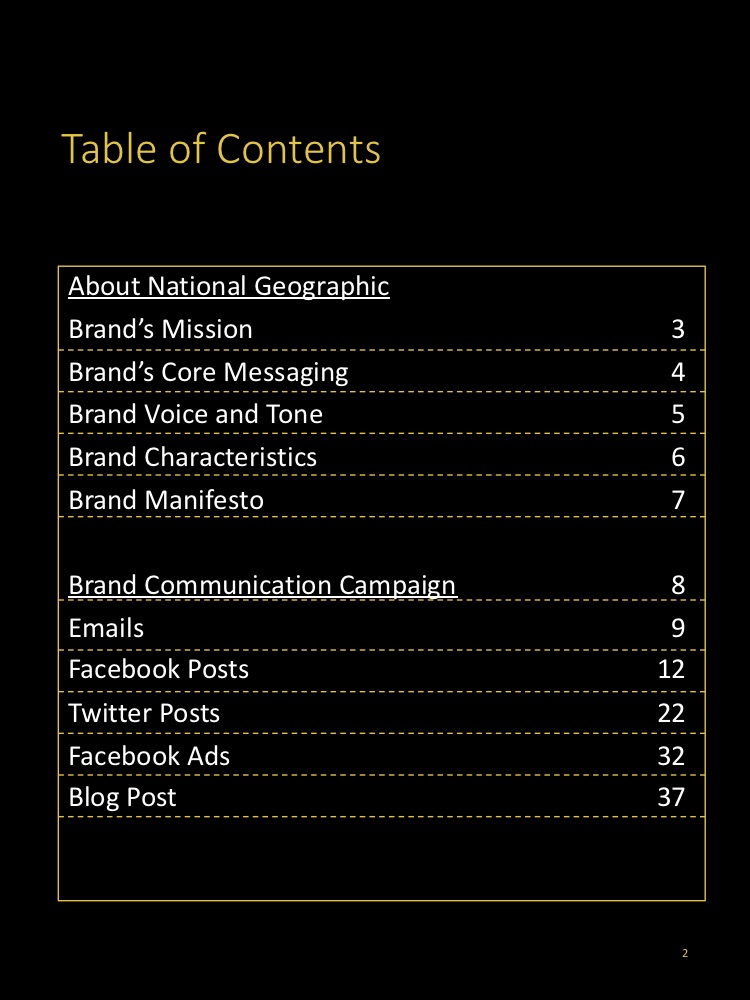 Table of Contents
About National Geographic
Brand’s Mission 3
Brand’s Core Messaging 4
Brand Voice and Tone 5
Brand Characteristics 6
Brand Manifesto 7
Brand Communication Campaign 8
Emails 9
Facebook Posts 12
Twitter Posts 22
Facebook Ads 32
Blog Post 37
2